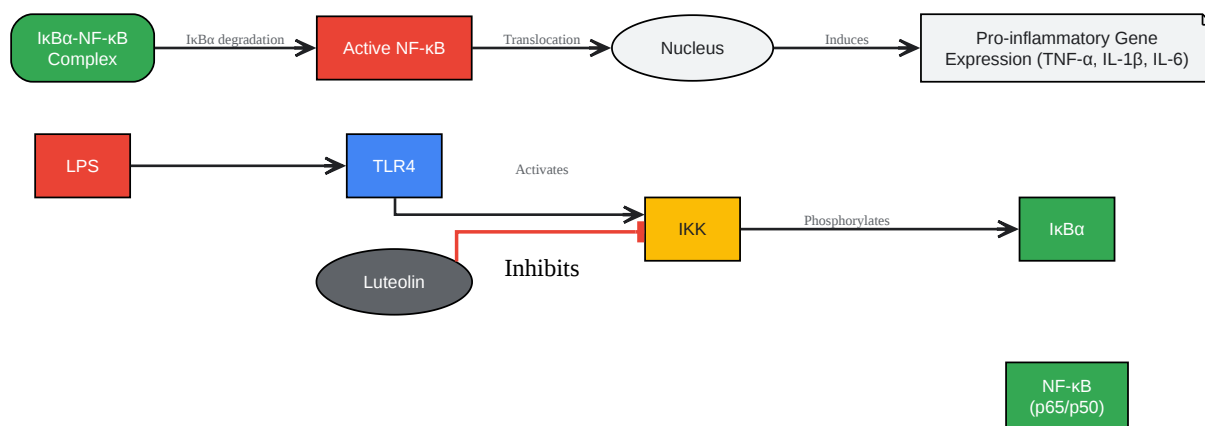 IκBα-NF-κB
Complex
IκBα degradation
Active NF-κB
Translocation
Nucleus
Induces
Pro-inflammatory Gene
Expression (TNF-α, IL-1β, IL-6)
LPS
TLR4
Activates
IKK
Phosphorylates
IκBα
Luteolin
Inhibits
NF-κB
(p65/p50)